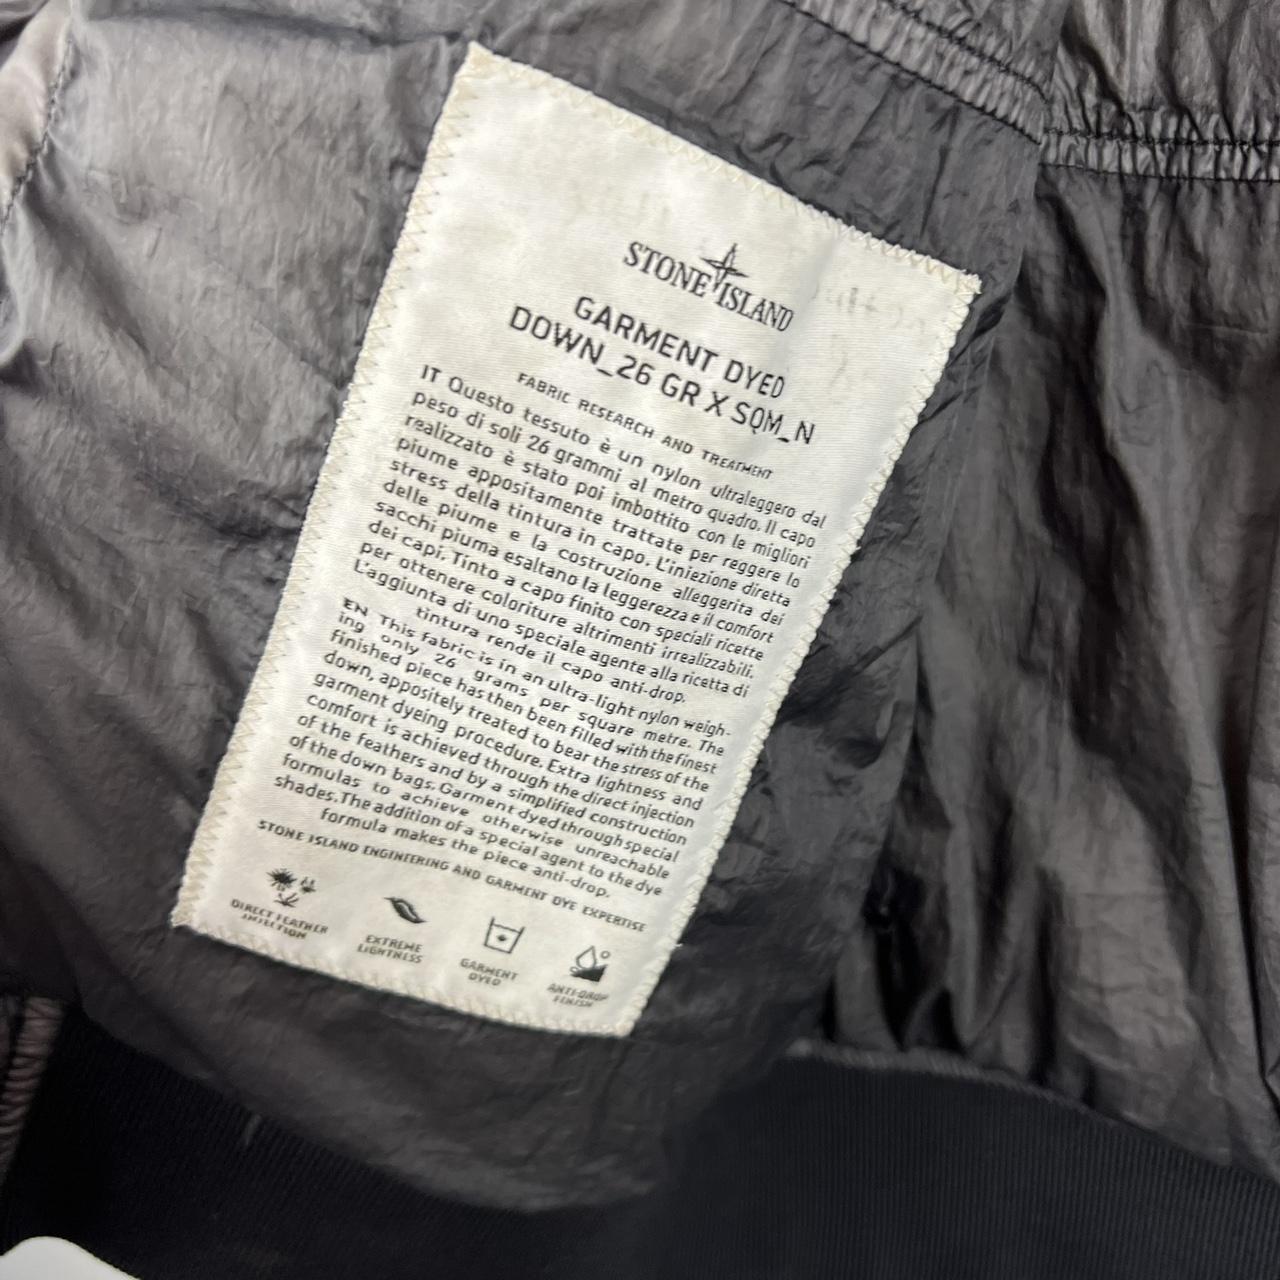 STONE ISLAND
GARMENT DYED
DOWN_26 GR X SQM_N
FABRIC RESEARCH AND TREATMENT
IT Questo tessuto è un nylon ultraleggero dal
peso di soli 26 grammi al metro quadro. Il capo
realizzato è stato poi imbottito con le migliori
piume appositamente trattate per reggere lo
stress della tintura in capo. L'iniezione diretta
delle piume e la costruzione alleggerita dei
sacchi piuma esaltano la leggerezza e il comfort
dei capi. Tinto a capo finito con speciali ricette
per ottenere coloriture altrimenti irrealizzabili.
L'aggiunta di uno speciale agente alla ricetta di
tintura rende il capo anti-drop.
EN This fabric is in an ultra-light nylon weigh-
ing only 26 grams per square metre. The
finished piece has then been filled with the finest
down, appositely treated to bear the stress of the
garment dyeing procedure. Extra lightness and
comfort is achieved through the direct injection
of the feathers and by a simplified construction
of the down bags. Garment dyed through special
formulas to achieve otherwise unreachable
shades. The addition of a special agent to the dye
formula makes the piece anti-drop.
STONE ISLAND ENGINEERING AND GARMENT DYE EXPERTISE
DIRECT FEATHER
INJECTION
EXTREME
LIGHTNESS
GARMENT
DYED
ANTI-DROP
FINISH